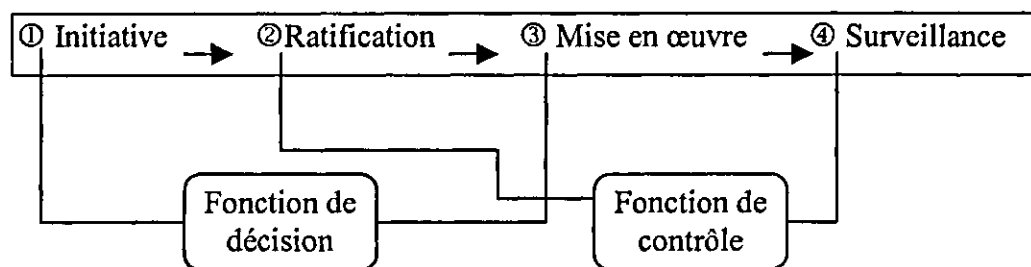 ① Initiative ②Ratification ③ Mise en œuvre ④ Surveillance
Fonction de
décision
Fonction de
contrôle